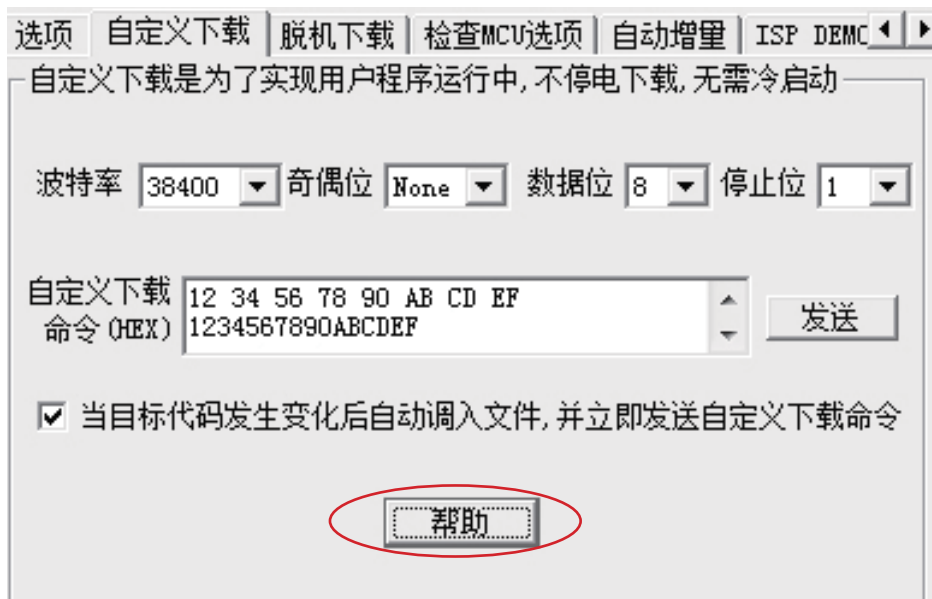 选项 自定义下载 脱机下载 检查MCU选项 自动增量 ISP DEMO
自定义下载是为了实现用户程序运行中,不停电下载,无需冷启动
波特率 38400 奇偶位 None 数据位 8 停止位 1
自定义下载 12 34 56 78 90 AB CD EF
命令(HEX) 1234567890ABCDEF 发送
当目标代码发生变化后自动调入文件,并立即发送自定义下载命令
帮助